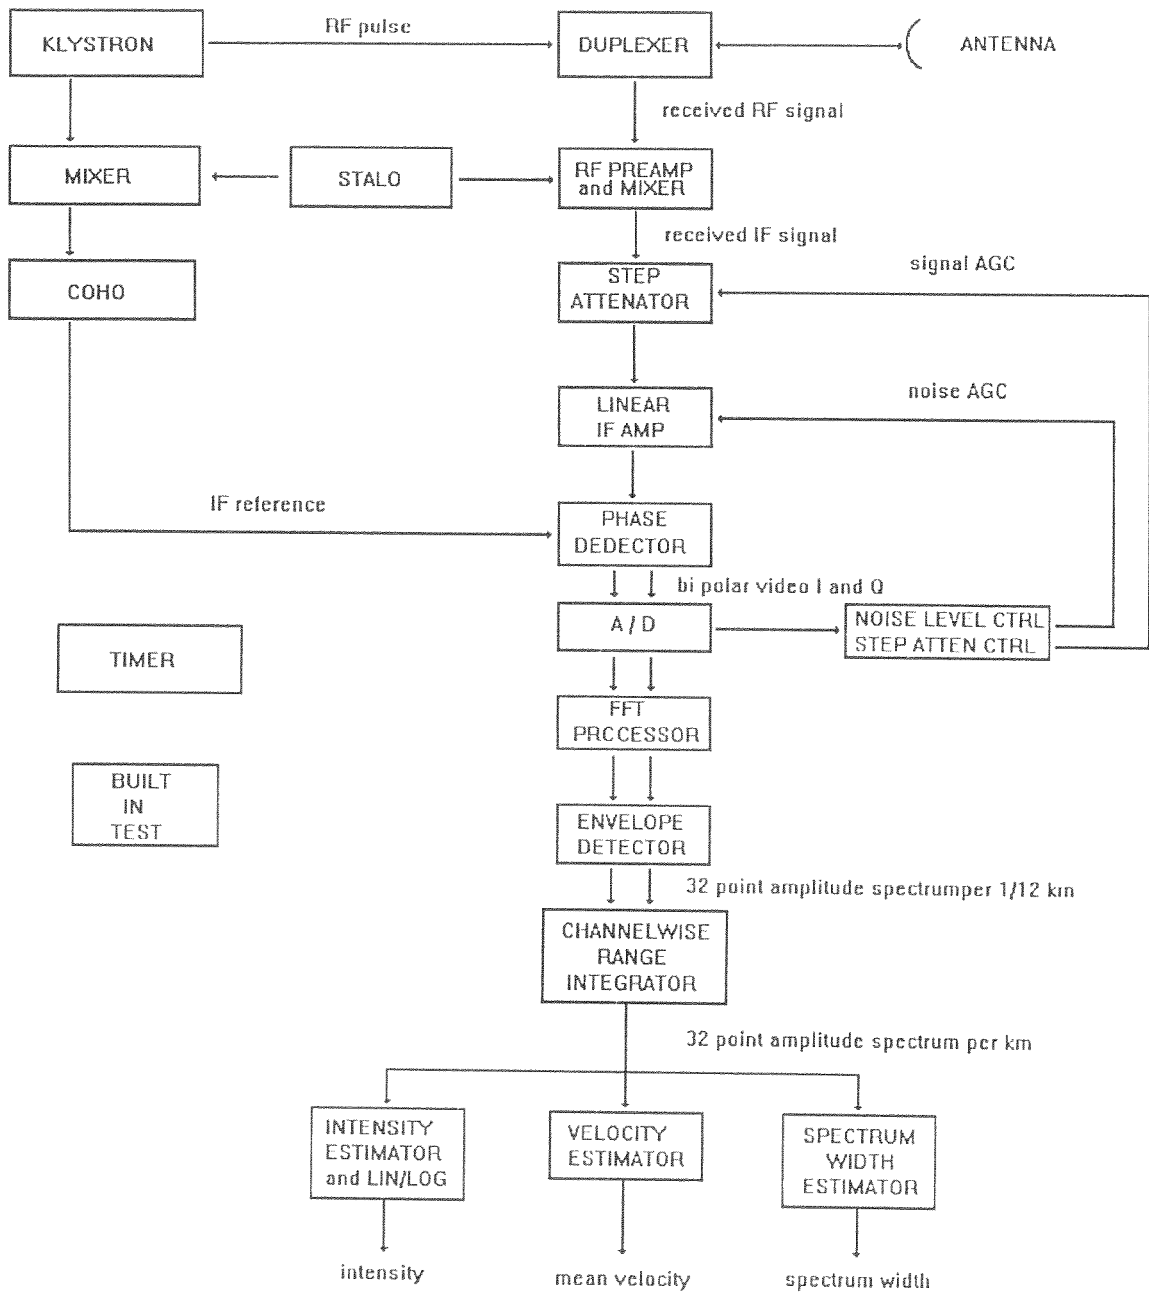 KLYSTRON
RF pulse
DUPLEXER
ANTENNA
received RF signal
MIXER
STALO
RF PREAMP
and MIXER
received IF signal
COHO
STEP
ATTENATOR
signal AGC
LINEAR
IF AMP
noise AGC
IF reference
PHASE
DEDECTOR
bi polar video I and Q
A / D
NOISE LEVEL CTRL
STEP ATTEN CTRL
TIMER
FFT
PRCCESSOR
BUILT
IN
TEST
ENVELOPE
DETECTOR
32 point amplitude spectrumper 1/12 km
CHANNELWISE
RANGE
INTEGRATOR
32 point amplitude spectrum per km
INTENSITY
ESTIMATOR
and LIN/LOG
VELOCITY
ESTIMATOR
SPECTRUM
WIDTH
ESTIMATOR
intensity
mean velocity
spectrum width